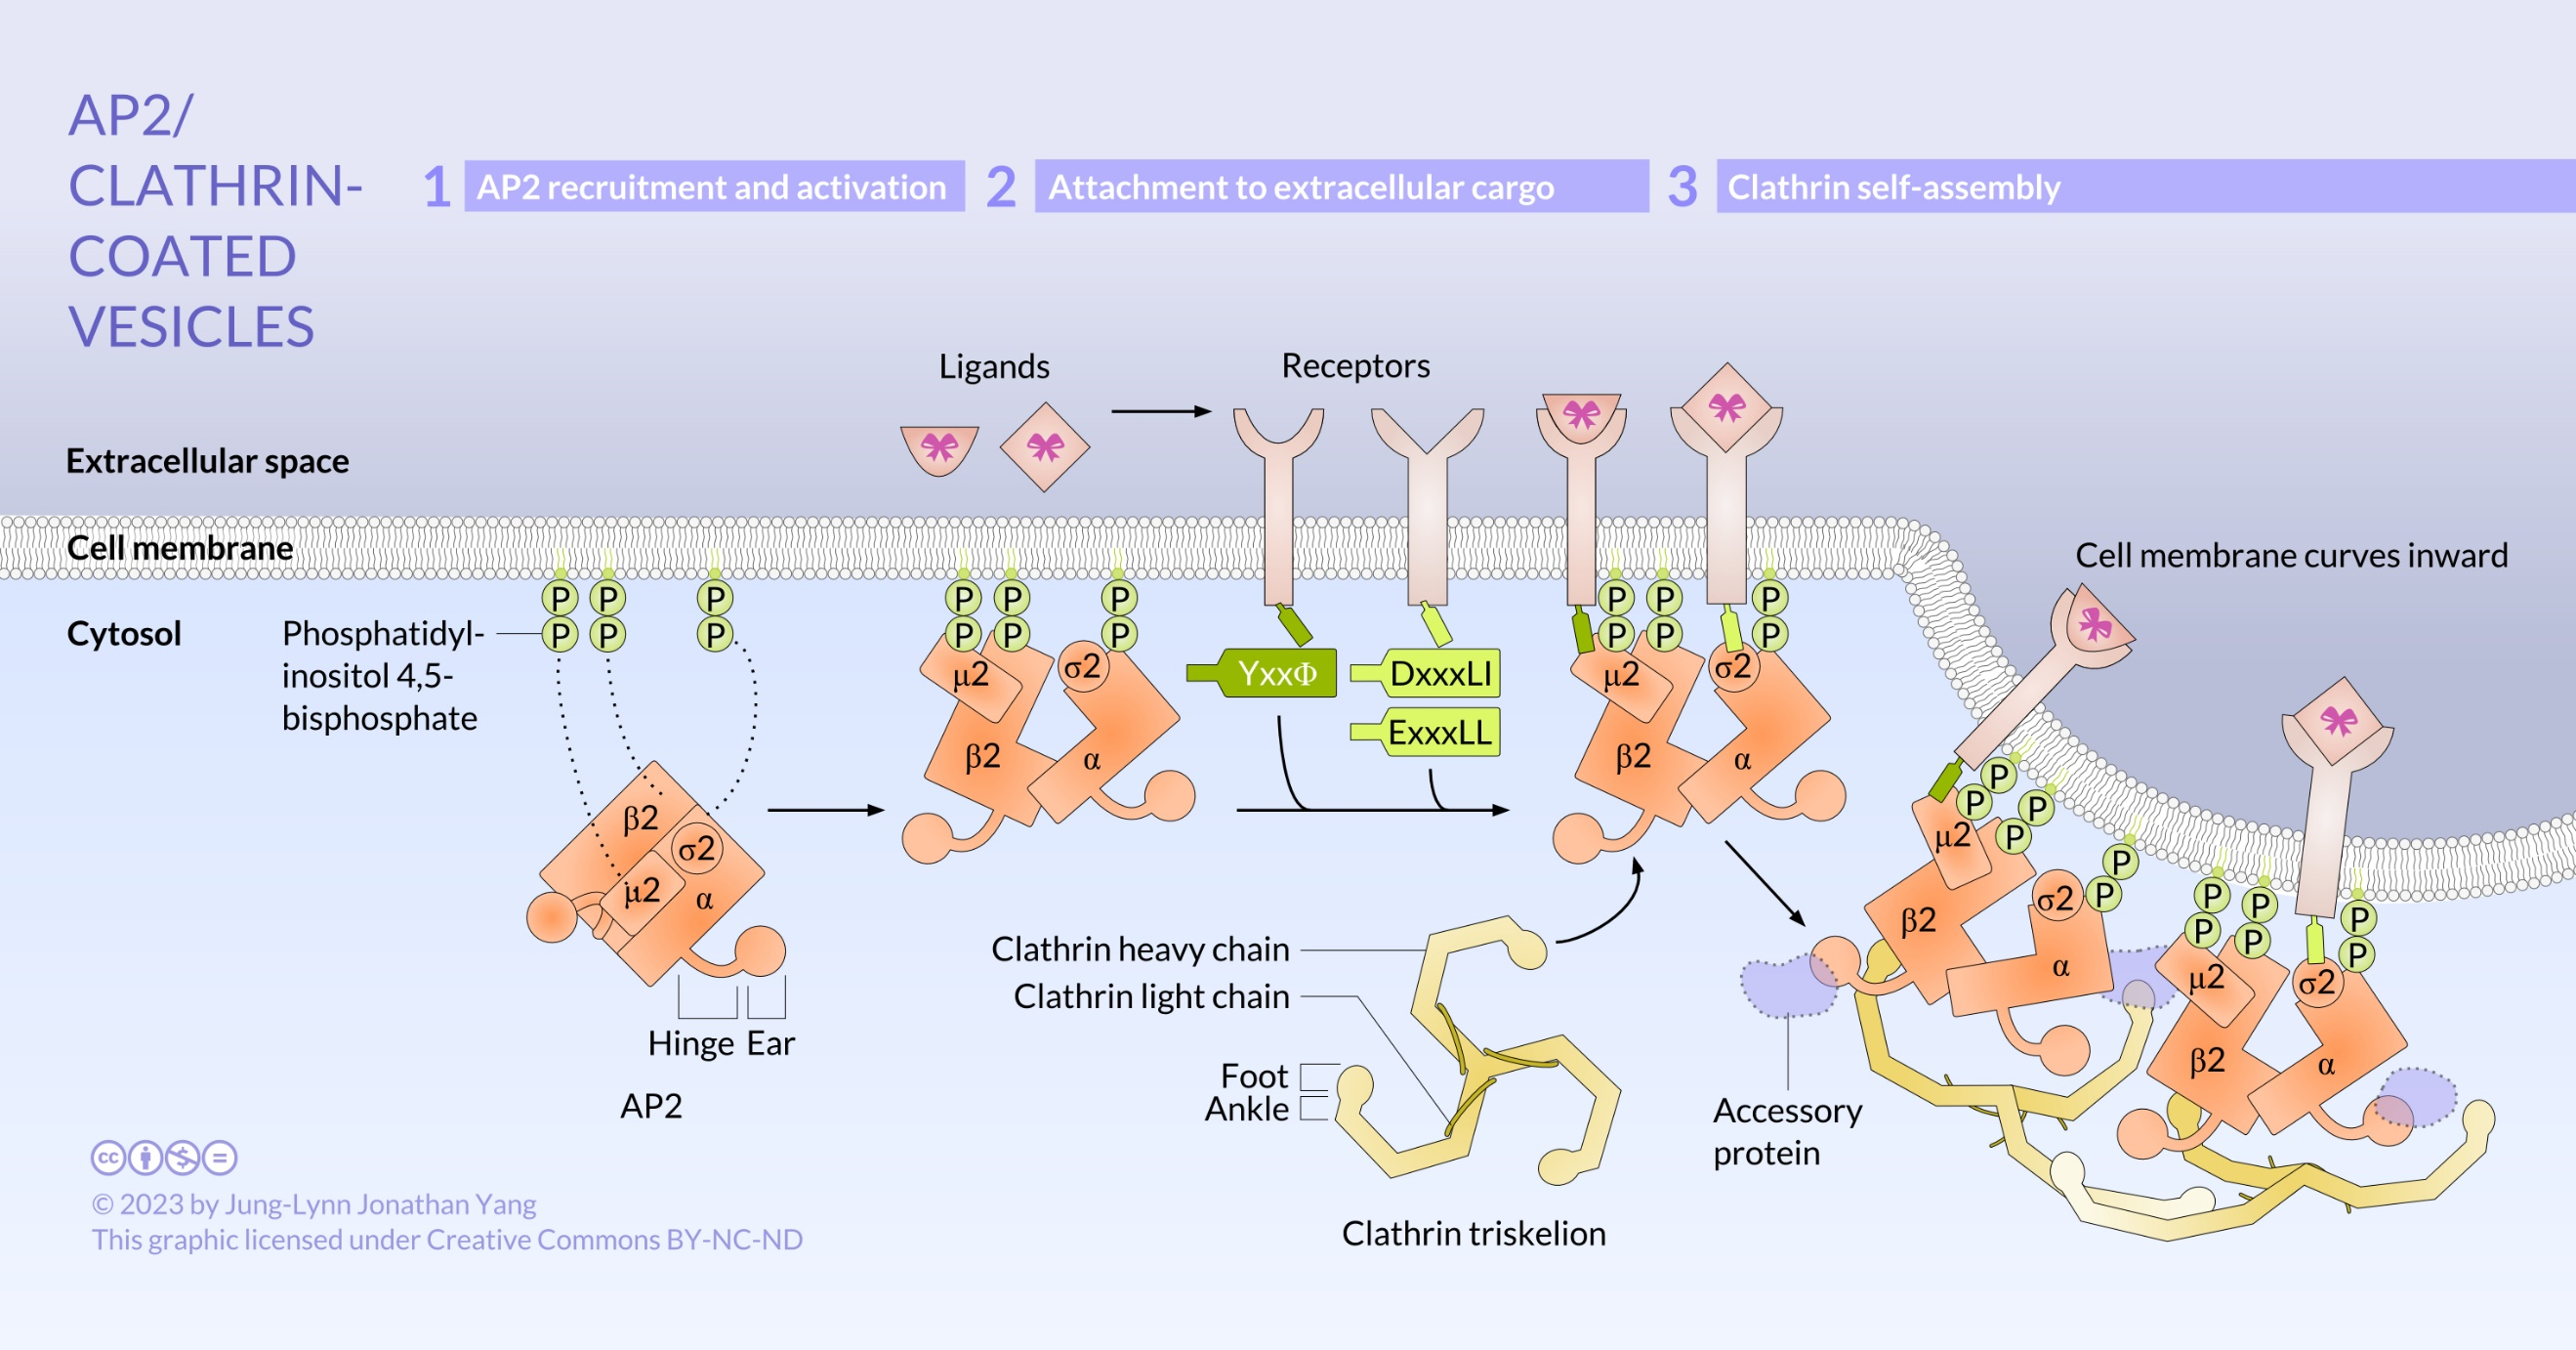 AP2/
CLATHRIN-
COATED
VESICLES
1 AP2 recruitment and activation
2 Attachment to extracellular cargo
3 Clathrin self-assembly
Ligands
Receptors
Extracellular space
Cell membrane
Cell membrane curves inward
Cytosol
Phosphatidyl-
inositol 4,5-
bisphosphate
P P P
P P P
β2
σ2
μ2
α
Hinge Ear
AP2
P P P
P P P
μ2
σ2
β2
α
YxxΦ
DxxxLI
ExxxLL
P P P
P P P
μ2
σ2
β2
α
Clathrin heavy chain
Clathrin light chain
Foot
Ankle
Clathrin triskelion
P
P
P
P
P
P
μ2
σ2
β2
α
P P P
P P P
μ2
σ2
β2
α
Accessory
protein
cc $ =
© 2023 by Jung-Lynn Jonathan Yang
This graphic licensed under Creative Commons BY-NC-ND